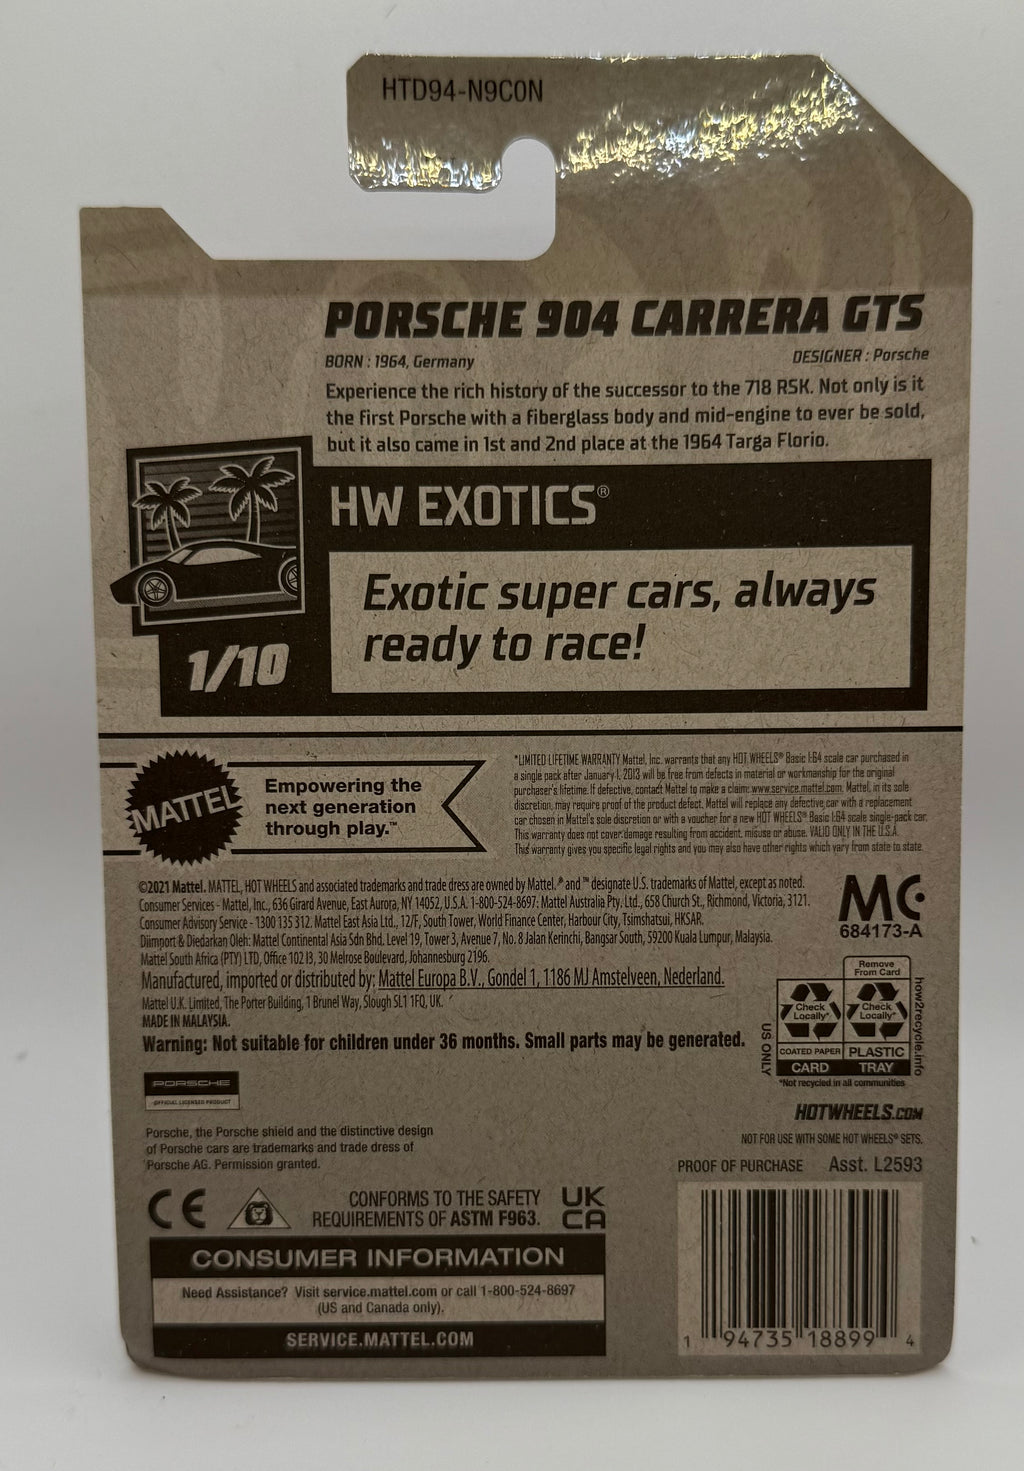 HTD94-N9C0N
PORSCHE 904 CARRERA GTS
BORN : 1964, Germany
DESIGNER : Porsche
Experience the rich history of the successor to the 718 RSK. Not only is it
the first Porsche with a fiberglass body and mid-engine to ever be sold,
but it also came in 1st and 2nd place at the 1964 Targa Florio.
HW EXOTICS®
Exotic super cars, always
ready to race!
1/10
MATTEL
Empowering the
next generation
through play.™
*LIMITED LIFETIME WARRANTY Mattel, Inc. warrants that any HOT WHEELS® Basic 1:64 scale car purchased in
a single pack after January 1, 2013 will be free from defects in material or workmanship for the original
purchaser's lifetime. If defective, contact Mattel to make a claim: www.service.mattel.com. Mattel, in its sole
discretion, may require proof of the product defect. Mattel will replace any defective car with a replacement
car chosen in Mattel's sole discretion or with a voucher for a new HOT WHEELS® Basic 1:64 scale single-pack car.
This warranty does not cover damage resulting from accident, misuse or abuse. VALID ONLY IN THE U.S.A.
This warranty gives you specific legal rights and you may also have other rights which vary from state to state.
©2021 Mattel. MATTEL, HOT WHEELS and associated trademarks and trade dress are owned by Mattel. ® and ™ designate U.S. trademarks of Mattel, except as noted.
Consumer Services - Mattel, Inc., 636 Girard Avenue, East Aurora, NY 14052, U.S.A. 1-800-524-8697; Mattel Australia Pty. Ltd., 658 Church St., Richmond, Victoria, 3121.
Consumer Advisory Service - 1300 135 312. Mattel East Asia Ltd., 12/F, South Tower, World Finance Center, Harbour City, Tsimshatsui, HKSAR.
Diimport & Diedarkan Oleh: Mattel Continental Asia Sdn Bhd. Level 19, Tower 3, Avenue 7, No. 8 Jalan Kerinchi, Bangsar South, 59200 Kuala Lumpur, Malaysia.
Mattel South Africa (PTY) LTD, Office 102 I3, 30 Melrose Boulevard, Johannesburg 2196.
Manufactured, imported or distributed by: Mattel Europa B.V., Gondel 1, 1186 MJ Amstelveen, Nederland.
Mattel U.K. Limited, The Porter Building, 1 Brunel Way, Slough SL1 1FQ, UK.
MADE IN MALAYSIA.
Warning: Not suitable for children under 36 months. Small parts may be generated.
MC
684173-A
Remove
From Card
Check
Locally*
Check
Locally*
COATED PAPER
PLASTIC
CARD
TRAY
US ONLY
how2recycle.info
*Not recycled in all communities
PORSCHE
OFFICIAL LICENSED PRODUCT
Porsche, the Porsche shield and the distinctive design
of Porsche cars are trademarks and trade dress of
Porsche AG. Permission granted.
HOTWHEELS.COM
NOT FOR USE WITH SOME HOT WHEELS® SETS.
PROOF OF PURCHASE Asst. L2593
CE
CONFORMS TO THE SAFETY
REQUIREMENTS OF ASTM F963.
UK
CA
CONSUMER INFORMATION
Need Assistance? Visit service.mattel.com or call 1-800-524-8697
(US and Canada only).
SERVICE.MATTEL.COM
1 94735 18899 4